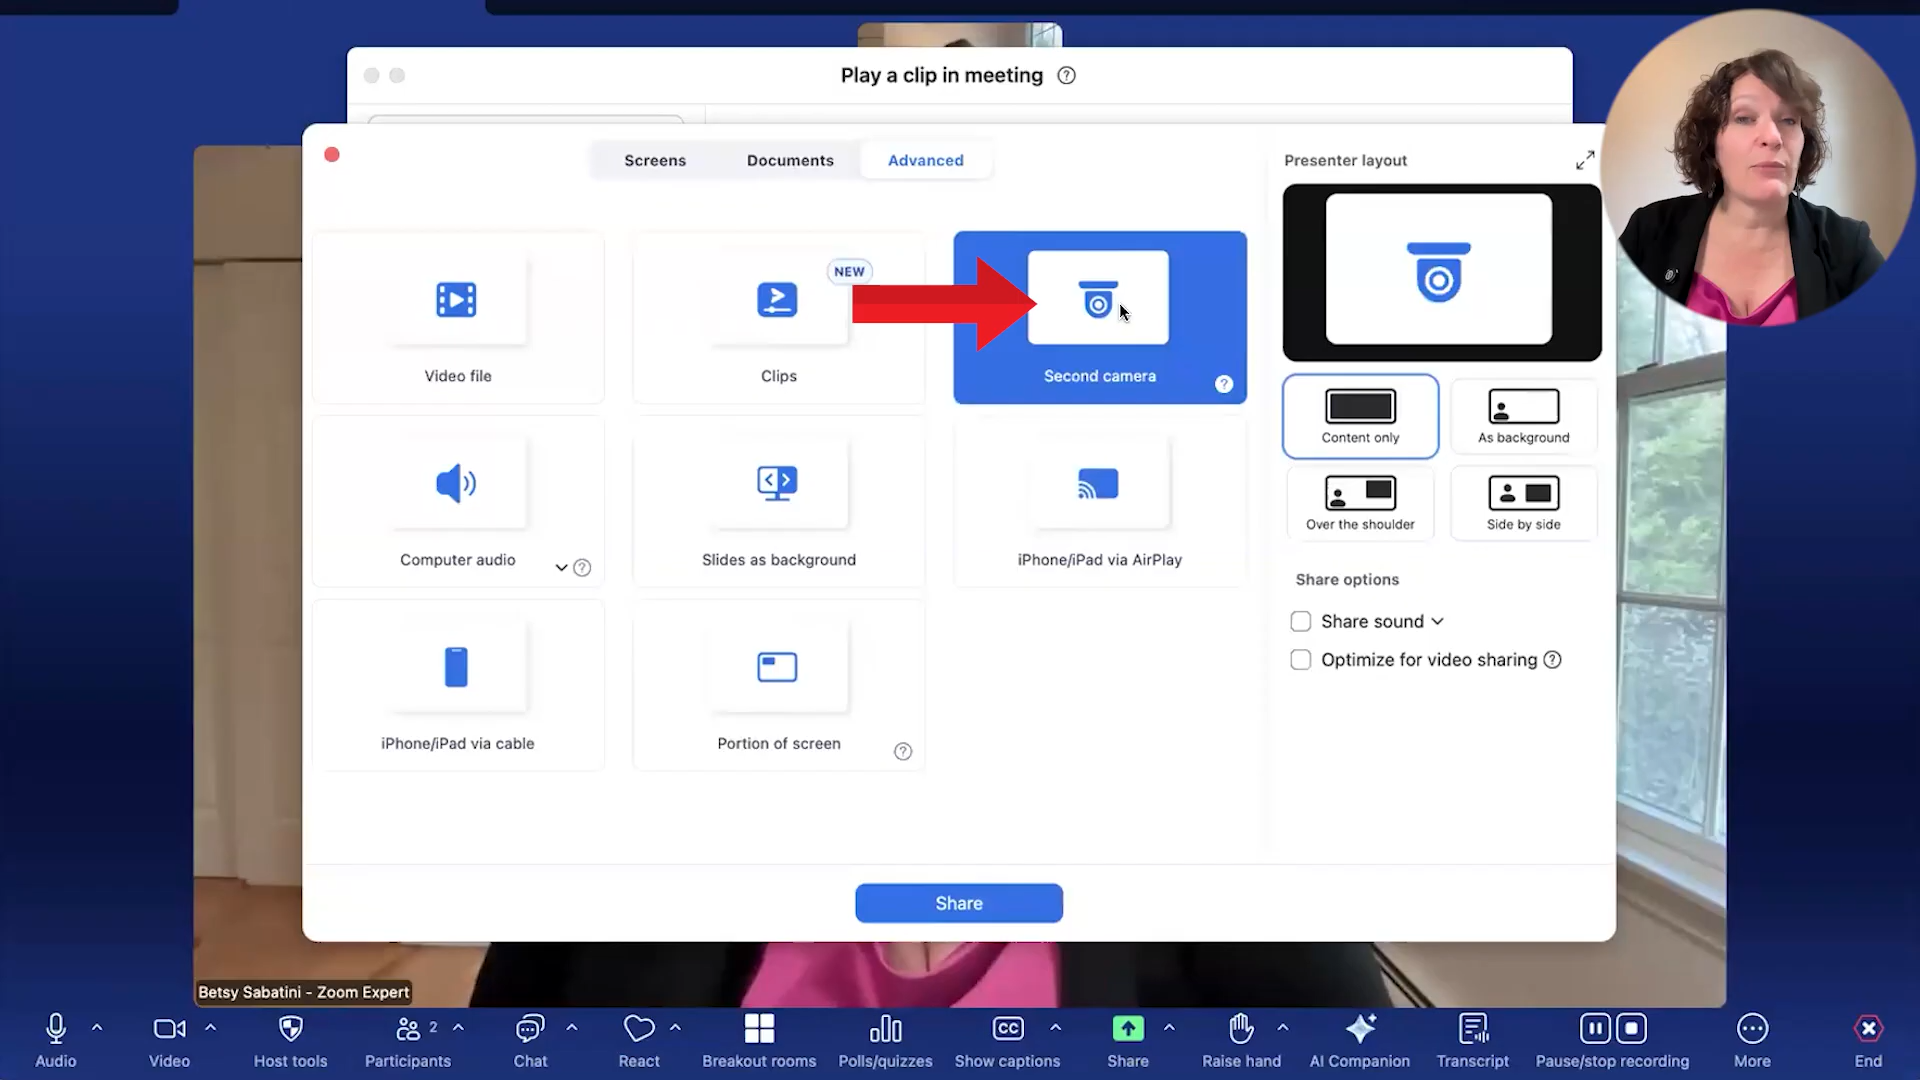 Play a clip in meeting ?
Screens Documents Advanced
Presenter layout
NEW
Video file
Clips
Second camera
?
Content only
As background
Over the shoulder
Side by side
Computer audio
?
Slides as background
iPhone/iPad via AirPlay
Share options
Share sound
Optimize for video sharing ?
iPhone/iPad via cable
Portion of screen
?
Share
Betsy Sabatini - Zoom Expert
2
CC
Audio
Video
Host tools
Participants
Chat
React
Breakout rooms
Polls/quizzes
Show captions
Share
Raise hand
AI Companion
Transcript
Pause/stop recording
More
End